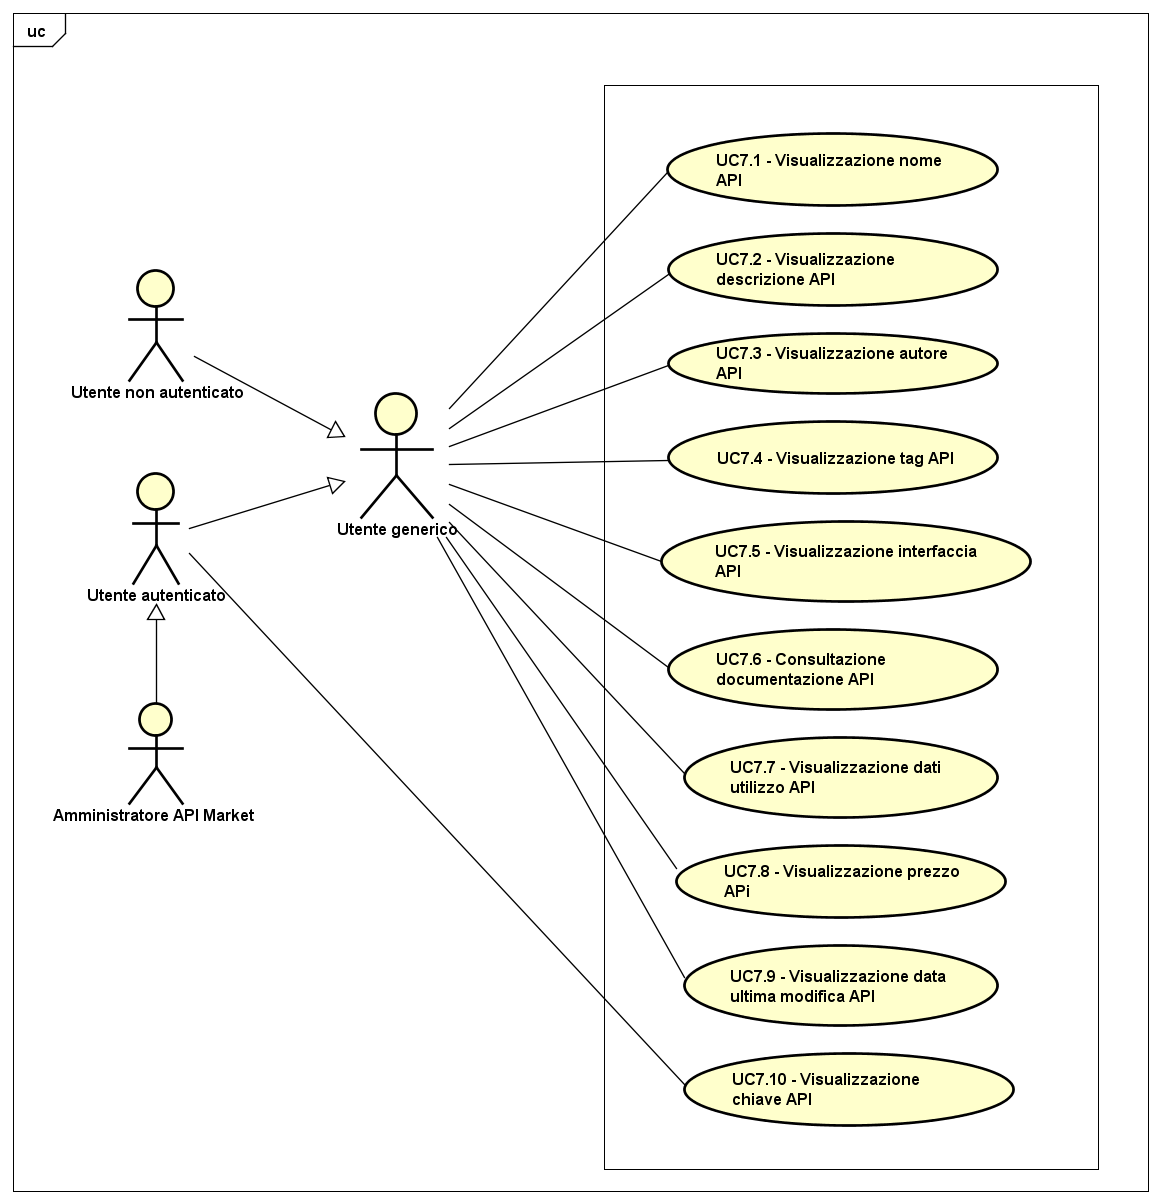 uc
UC7.1 - Visualizzazione nome
API
UC7.2 - Visualizzazione
descrizione API
UC7.3 - Visualizzazione autore
API
Utente non autenticato
UC7.4 - Visualizzazione tag API
Utente generico
UC7.5 - Visualizzazione interfaccia
API
Utente autenticato
UC7.6 - Consultazione
documentazione API
UC7.7 - Visualizzazione dati
utilizzo API
Amministratore API Market
UC7.8 - Visualizzazione prezzo
APi
UC7.9 - Visualizzazione data
ultima modifica API
UC7.10 - Visualizzazione
chiave API